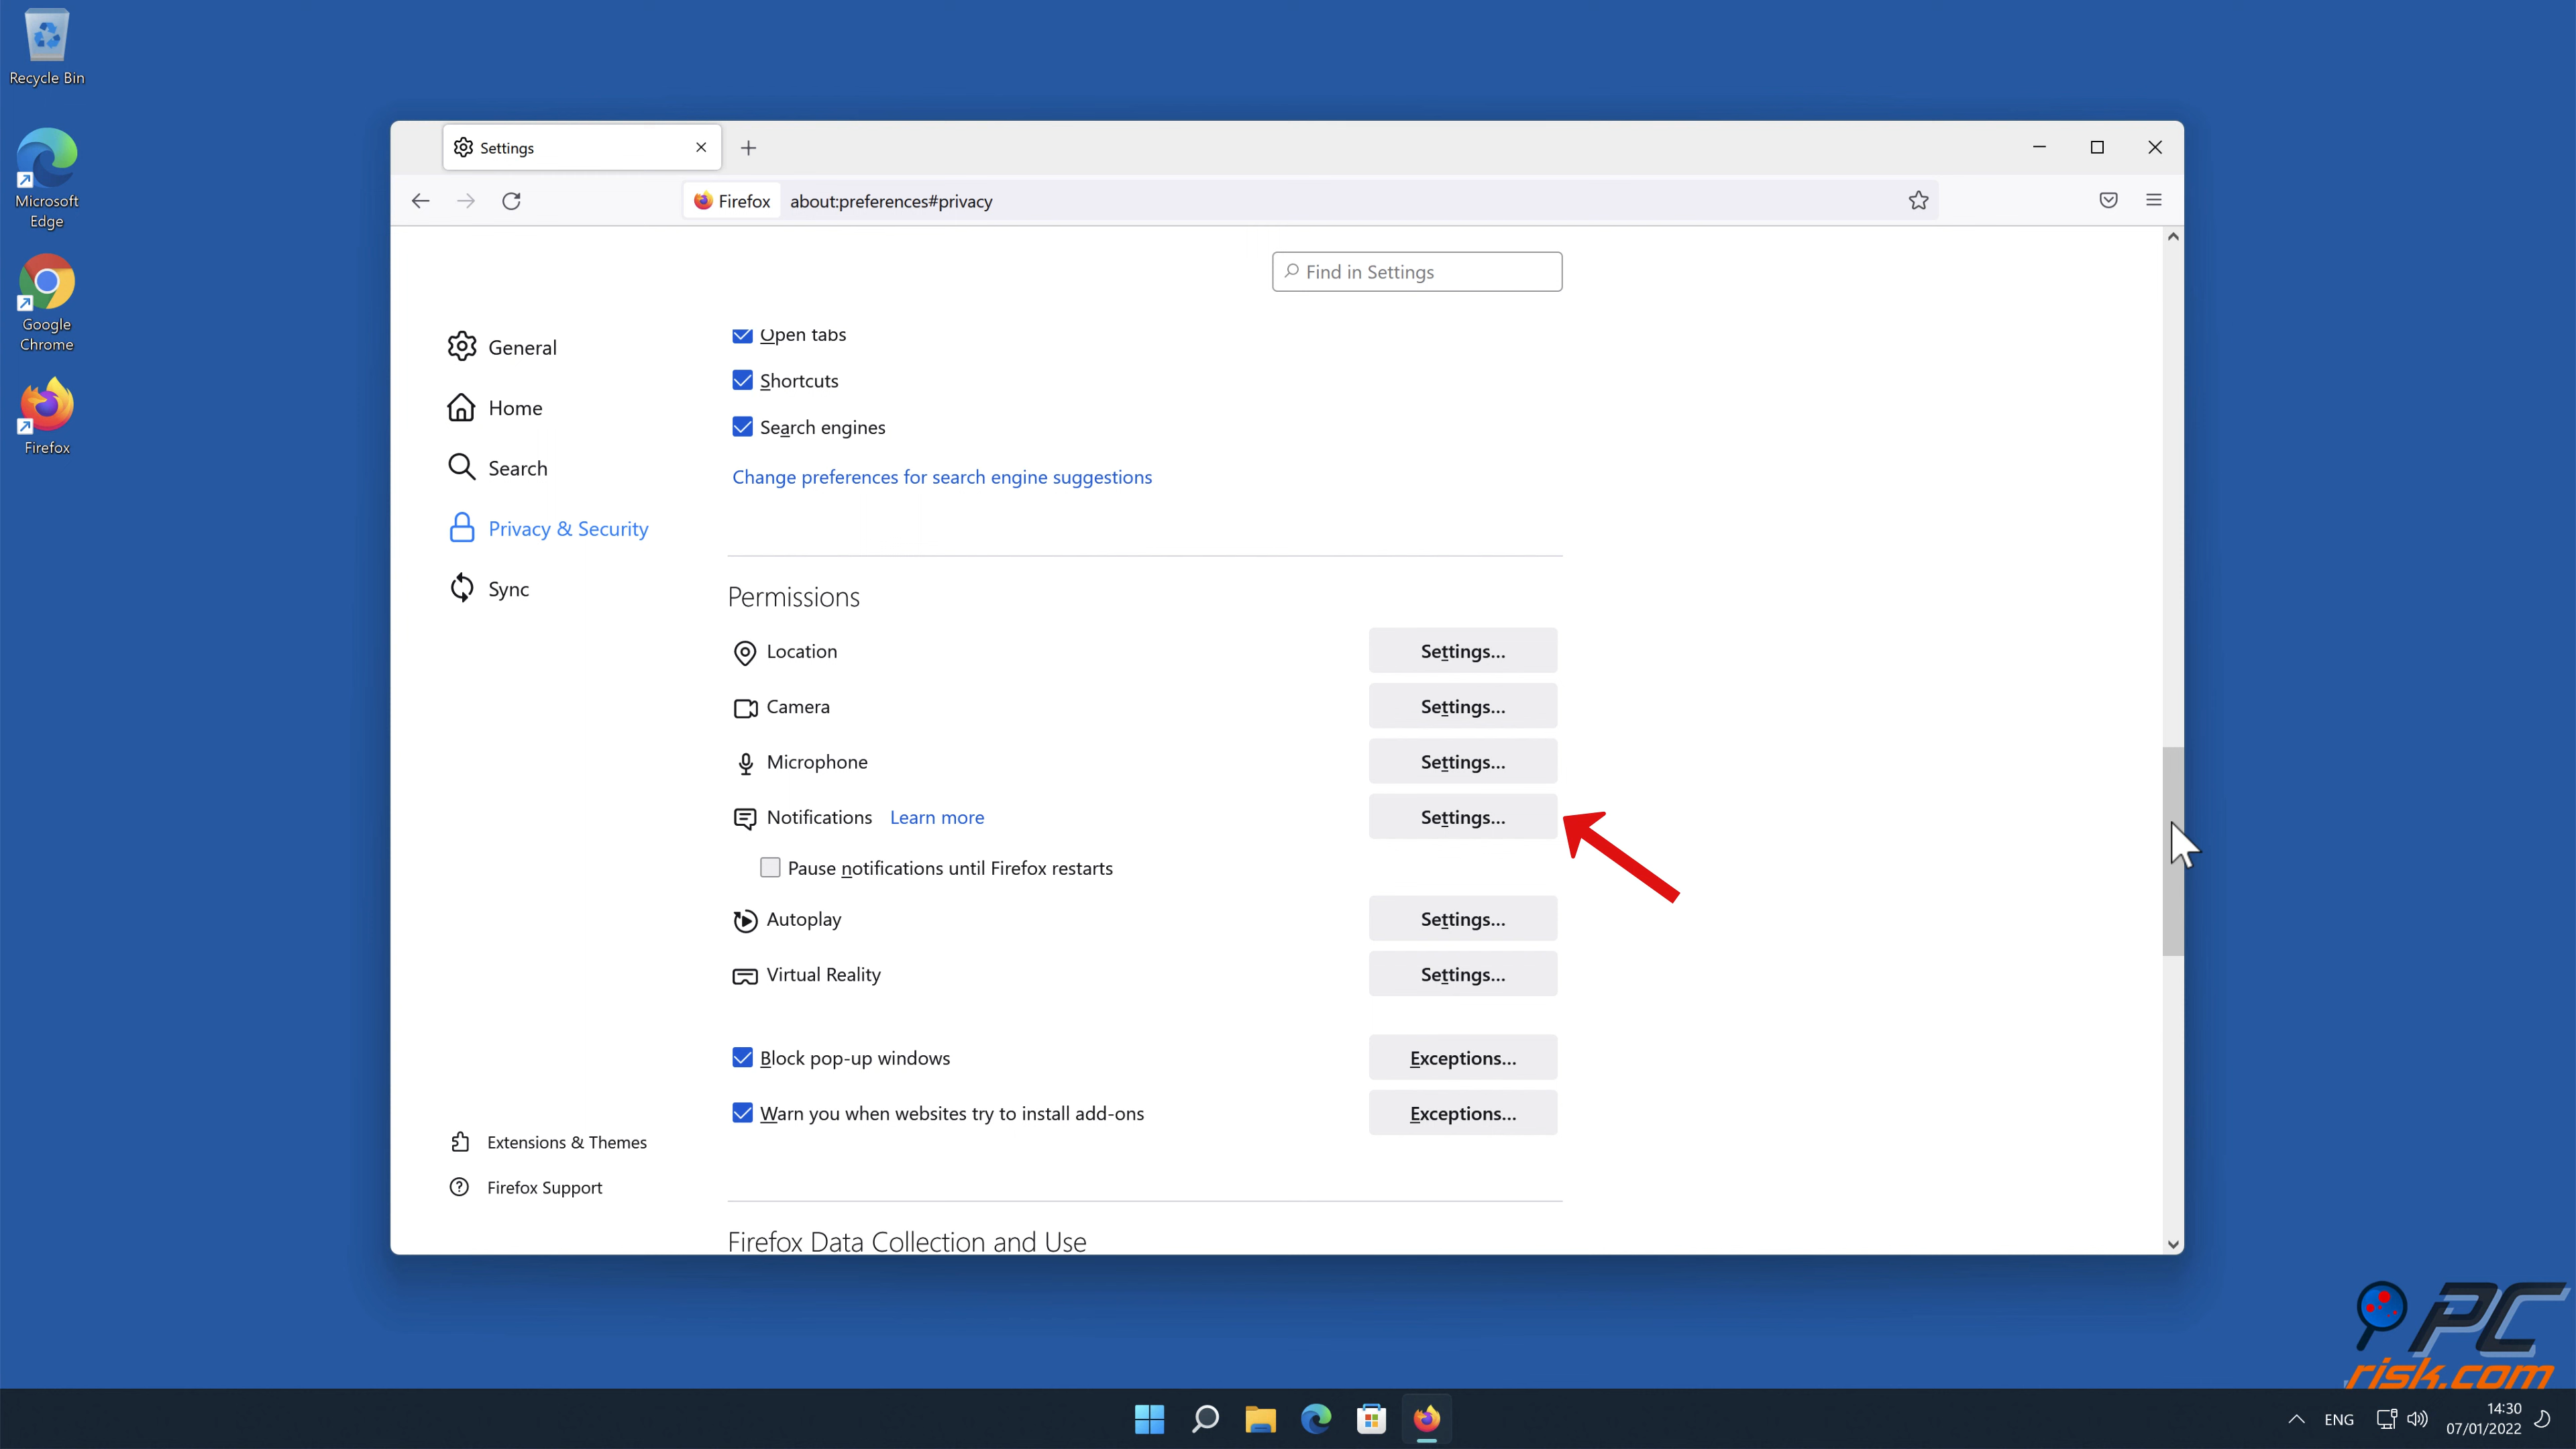 Recycle Bin
Microsoft
Edge
Google
Chrome
Firefox
Settings
Firefox
about:preferences#privacy
Find in Settings
General
Home
Search
Privacy & Security
Sync
Extensions & Themes
Firefox Support
Open tabs
Shortcuts
Search engines
Change preferences for search engine suggestions
Permissions
Location Settings...
Camera Settings...
Microphone Settings...
Notifications Learn more Settings...
Pause notifications until Firefox restarts
Autoplay Settings...
Virtual Reality Settings...
Block pop-up windows Exceptions...
Warn you when websites try to install add-ons Exceptions...
Firefox Data Collection and Use
PC
risk.com
ENG
14:30
07/01/2022